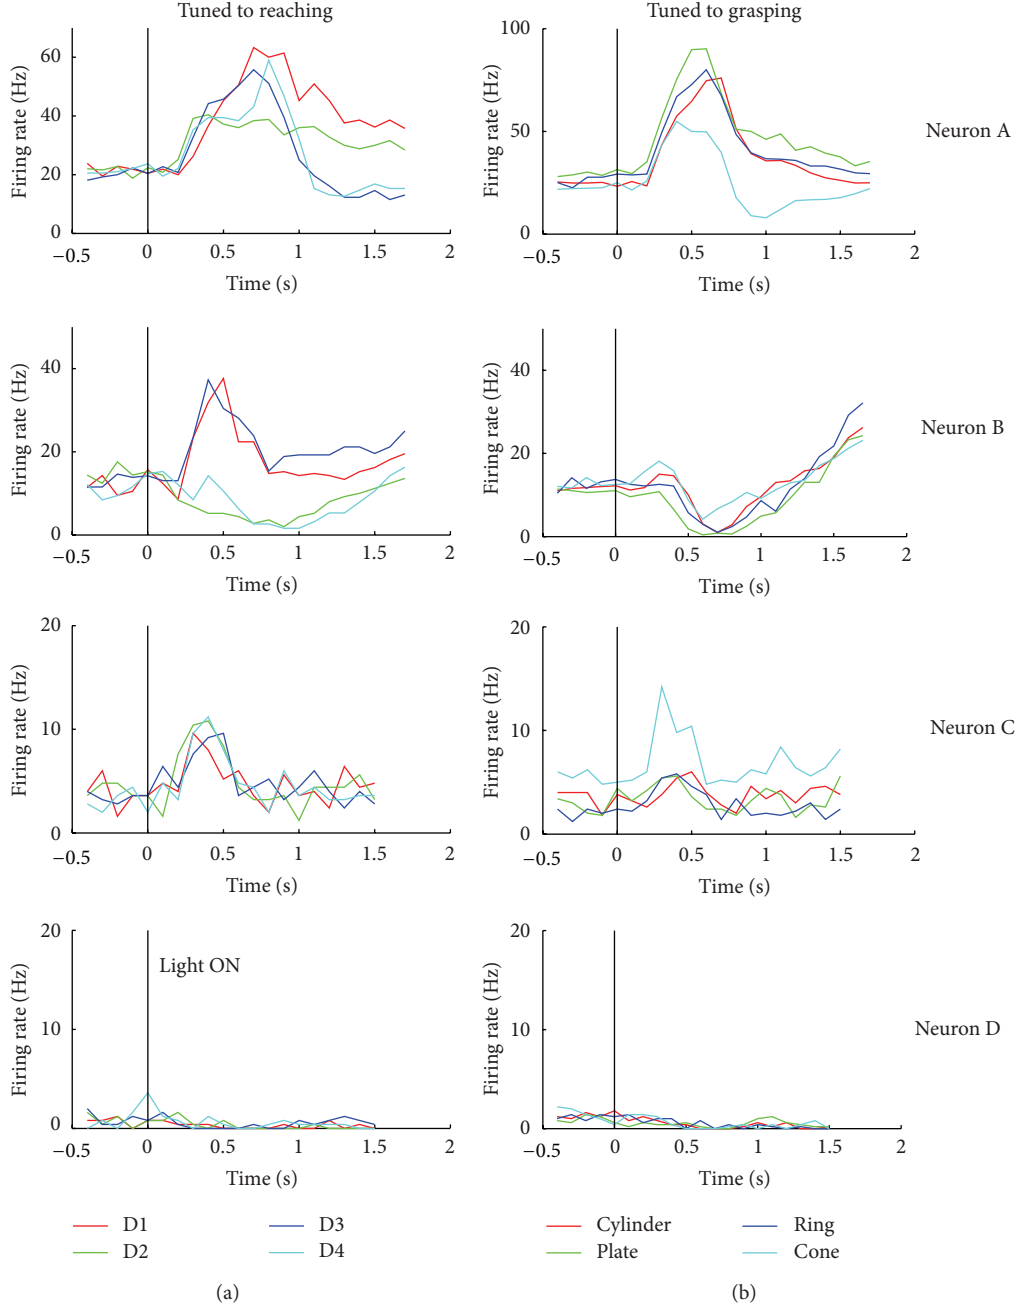 Tuned to reaching
Tuned to grasping
Firing rate (Hz)
60
40
20
0
−0.5
0
0.5
1
1.5
2
Time (s)
Firing rate (Hz)
100
50
0
−0.5
0
0.5
1
1.5
2
Time (s)
Neuron A
Firing rate (Hz)
40
20
0
−0.5
0
0.5
1
1.5
2
Time (s)
Firing rate (Hz)
40
20
0
−0.5
0
0.5
1
1.5
2
Time (s)
Neuron B
Firing rate (Hz)
20
10
0
−0.5
0
0.5
1
1.5
2
Time (s)
Firing rate (Hz)
20
10
0
−0.5
0
0.5
1
1.5
2
Time (s)
Neuron C
Firing rate (Hz)
20
10
0
Light ON
−0.5
0
0.5
1
1.5
2
Time (s)
Firing rate (Hz)
20
10
0
−0.5
0
0.5
1
1.5
2
Time (s)
Neuron D
D1
D2
D3
D4
Cylinder
Plate
Ring
Cone
(a)
(b)